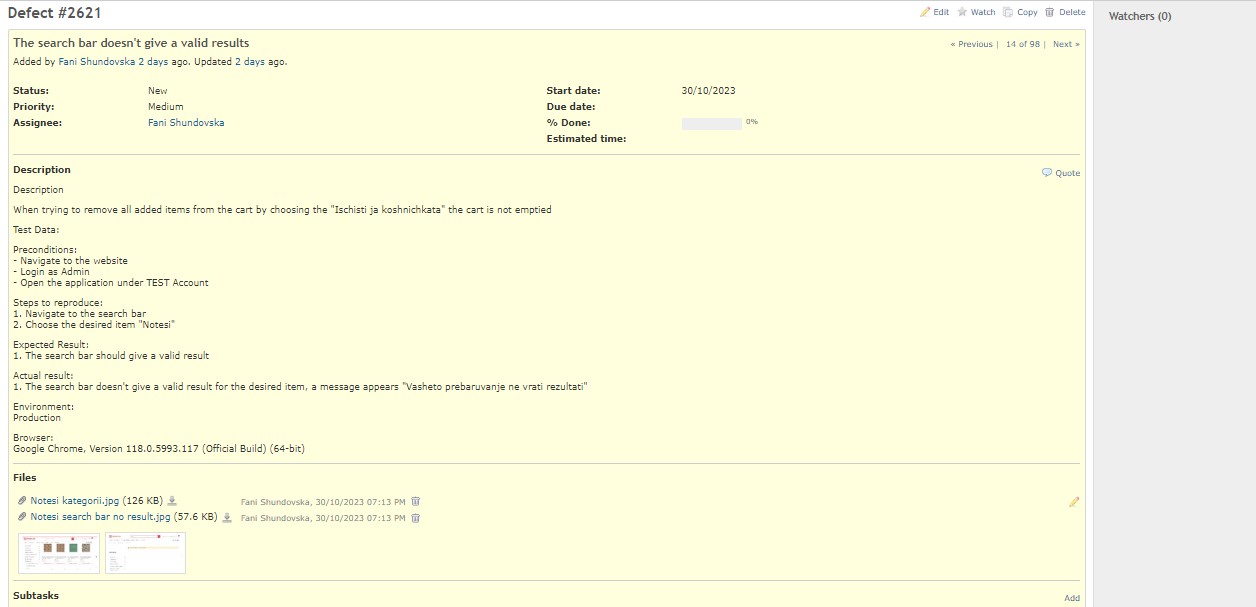 Defect #2621
Edit Watch Copy Delete
Watchers (0)
The search bar doesn't give a valid results
« Previous | 14 of 98 | Next »
Added by Fani Shundovska 2 days ago. Updated 2 days ago.
Status: New Start date: 30/10/2023
Priority: Medium Due date:
Assignee: Fani Shundovska % Done: 0%
Estimated time:
Description
Quote
Description
When trying to remove all added items from the cart by choosing the "Ischisti ja koshnichkata" the cart is not emptied
Test Data:
Preconditions:
- Navigate to the website
- Login as Admin
- Open the application under TEST Account
Steps to reproduce:
1. Navigate to the search bar
2. Choose the desired item "Notesi"
Expected Result:
1. The search bar should give a valid result
Actual result:
1. The search bar doesn't give a valid result for the desired item, a message appears "Vasheto prebaruvanje ne vrati rezultati"
Environment:
Production
Browser:
Google Chrome, Version 118.0.5993.117 (Official Build) (64-bit)
Files
Notesi kategorii.jpg (126 KB) Fani Shundovska, 30/10/2023 07:13 PM
Notesi search bar no result.jpg (57.6 KB) Fani Shundovska, 30/10/2023 07:13 PM
Subtasks
Add